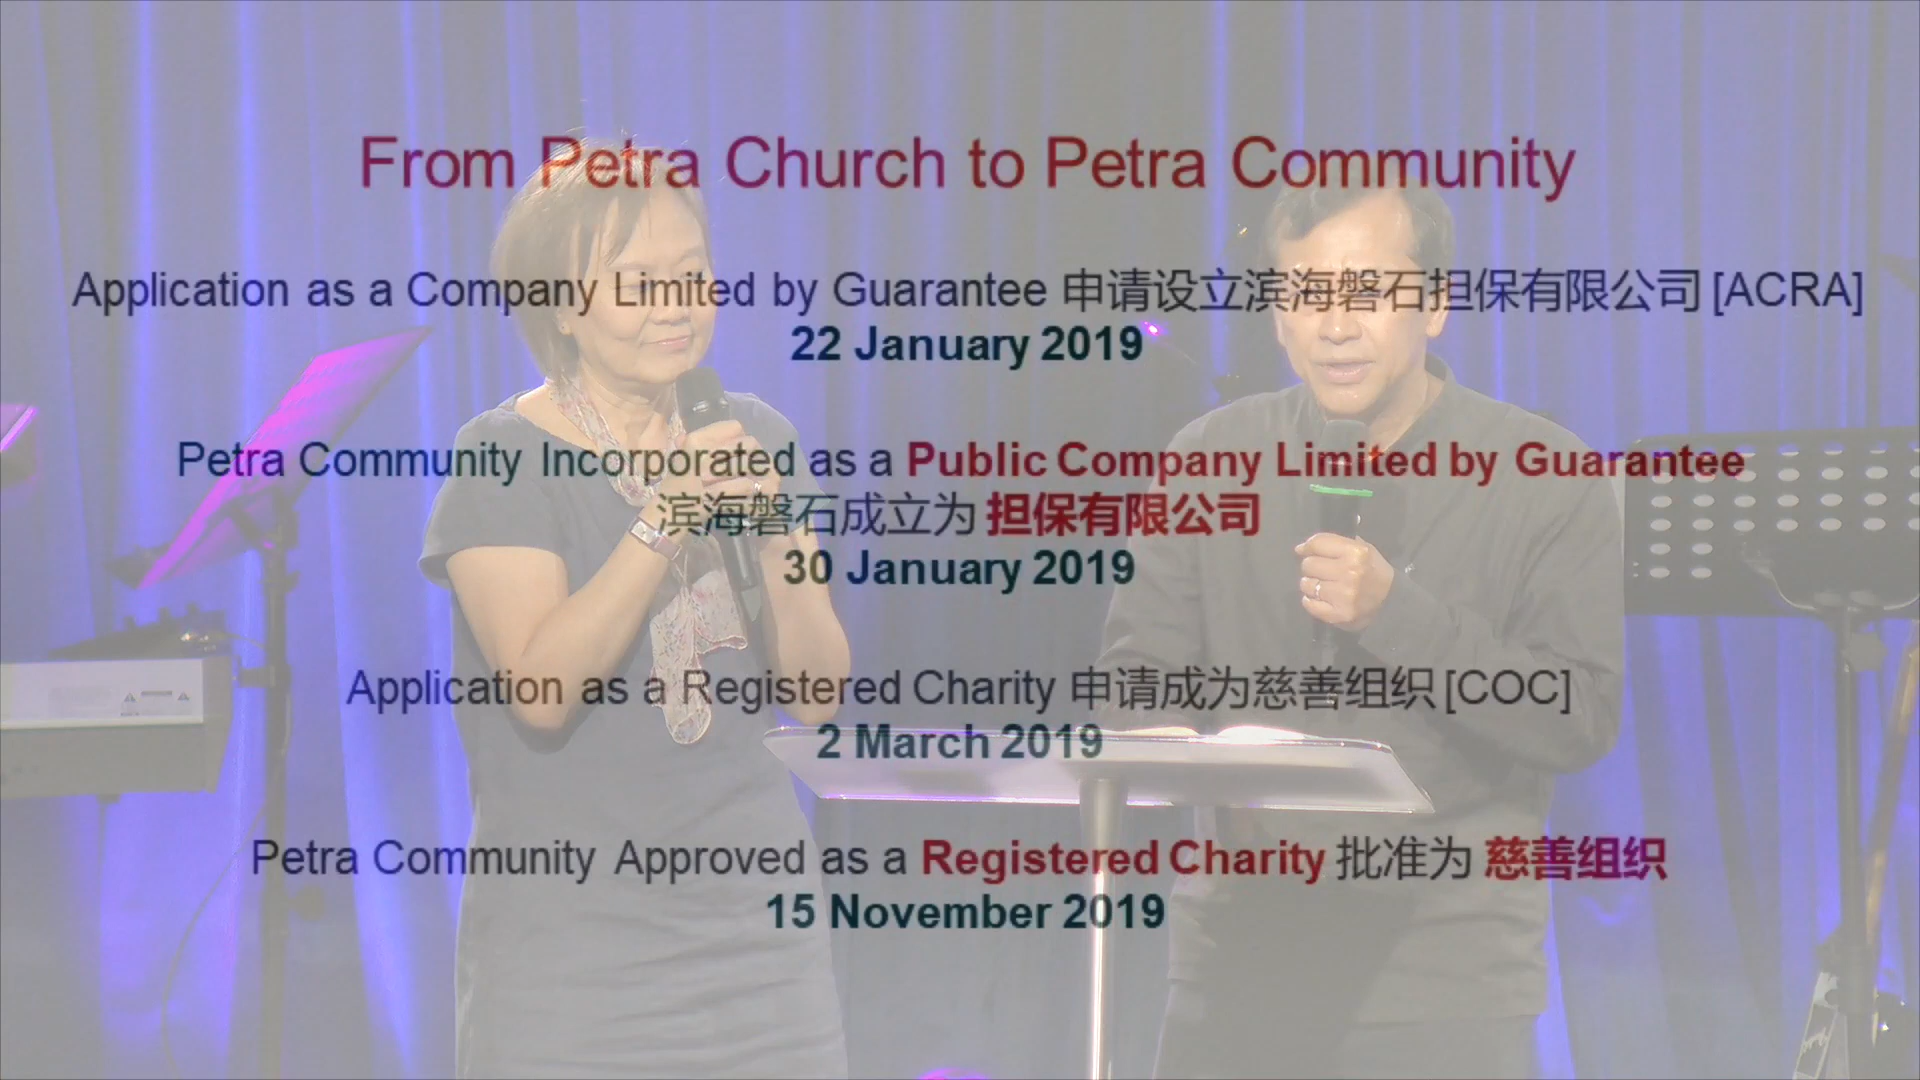 From Petra Church to Petra Community
Application as a Company Limited by Guarantee 申请设立滨海磐石担保有限公司 [ACRA]
22 January 2019
Petra Community Incorporated as a Public Company Limited by Guarantee
滨海磐石成立为 担保有限公司
30 January 2019
Application as a Registered Charity 申请成为慈善组织 [COC]
2 March 2019
Petra Community Approved as a Registered Charity 批准为 慈善组织
15 November 2019